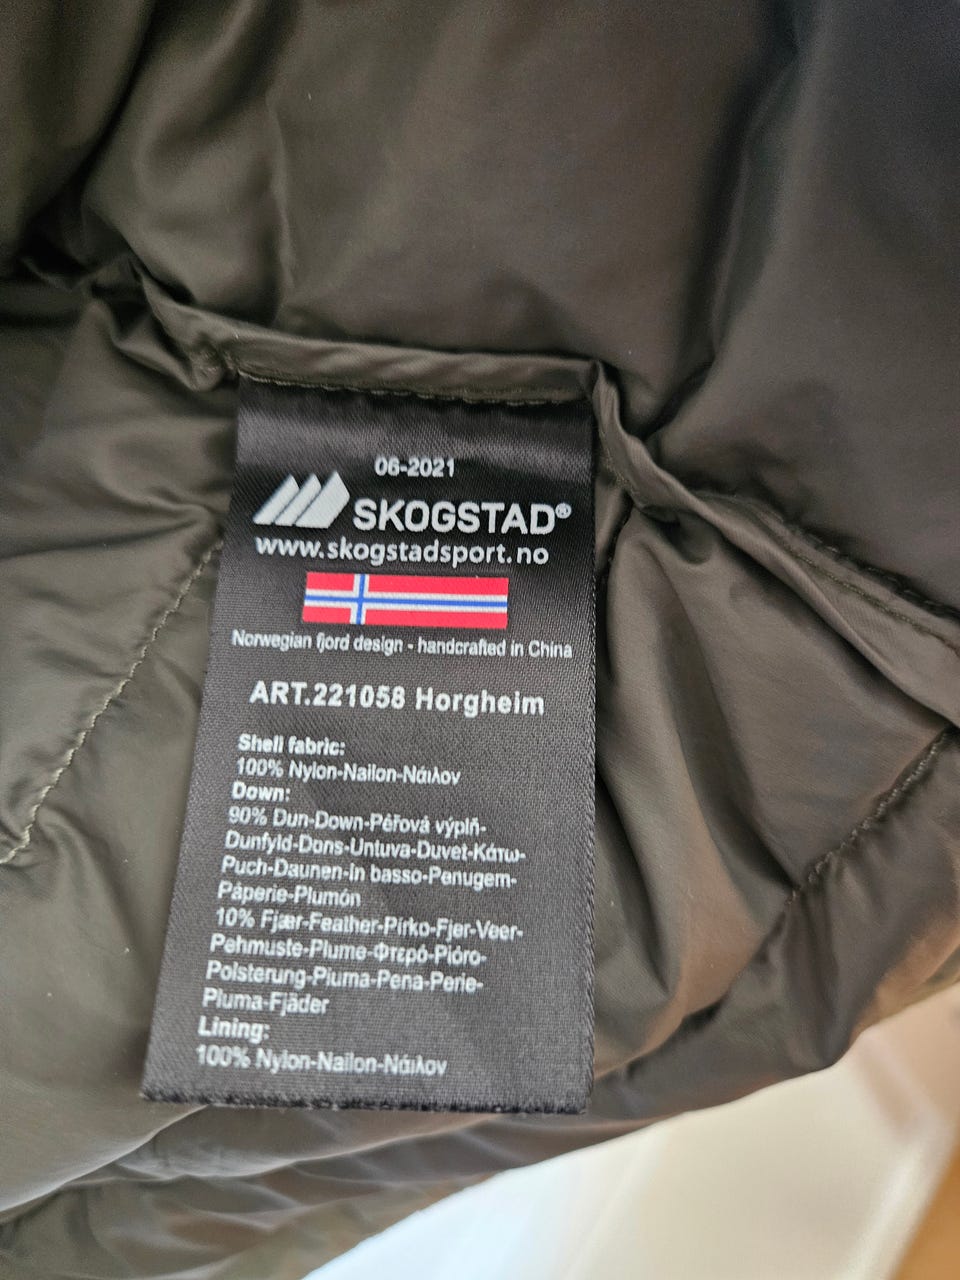 06-2021
SKOGSTAD®
www.skogstadsport.no
Norwegian fjord design - handcrafted in China
ART.221058 Horgheim
Shell fabric:
100% Nylon-Nailon-Νάιλον
Down:
90% Dun-Down-Péřová výplň-
Dunfyld-Dons-Untuva-Duvet-Κάτω-
Puch-Daunen-In basso-Penugem-
Páperie-Plumón
10% Fjær-Feather-Pírko-Fjer-Veer-
Pehmuste-Plume-Φτερό-Pióro-
Polsterung-Piuma-Pena-Perie-
Pluma-Fjäder
Lining:
100% Nylon-Nailon-Νάιλον